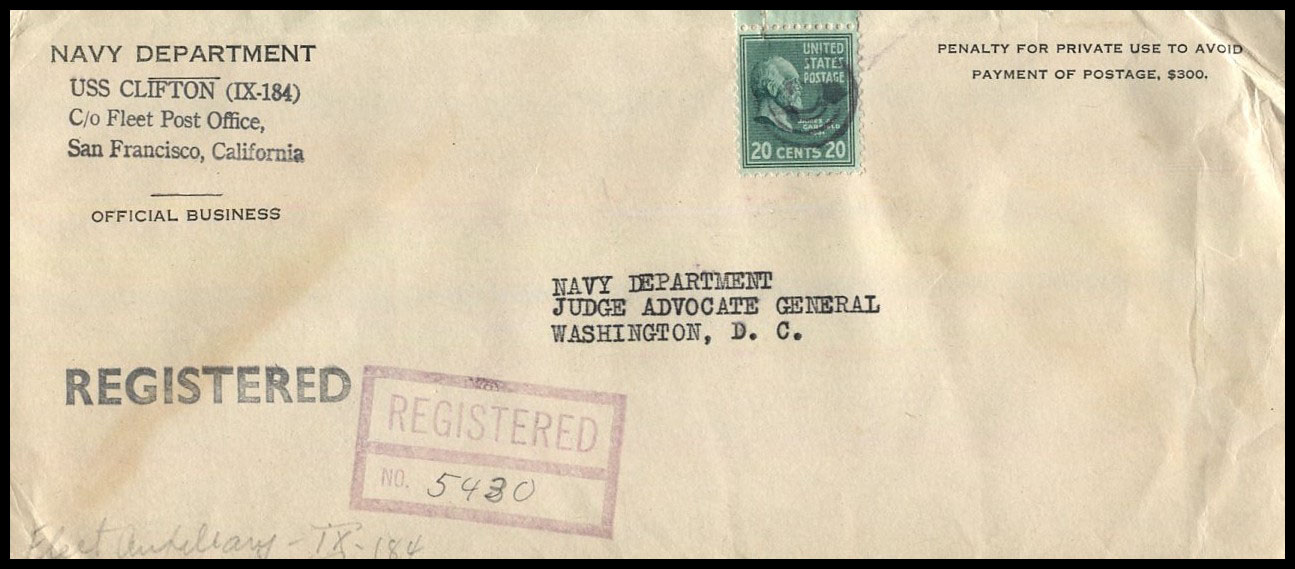 NAVY DEPARTMENT
USS CLIFTON (IX-184)
C/o Fleet Post Office,
San Francisco, California
OFFICIAL BUSINESS
UNITED
STATES
POSTAGE
JAMES A.
GARFIELD
20 CENTS 20
PENALTY FOR PRIVATE USE TO AVOID
PAYMENT OF POSTAGE, $300.
NAVY DEPARTMENT
JUDGE ADVOCATE GENERAL
WASHINGTON, D. C.
REGISTERED
REGISTERED
NO. 5430
Fleet Auxiliary - IX-184